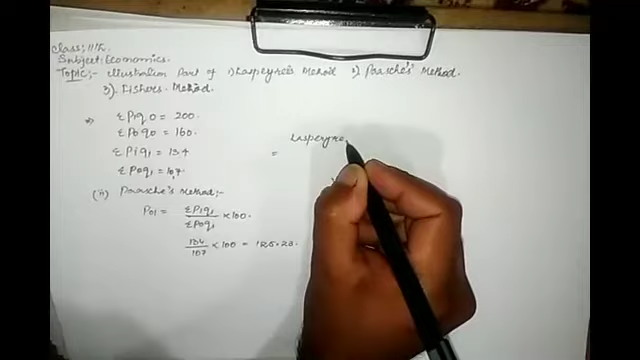 Class; 11th.
Subject: Economics.
Topic;- illustration Part of 1) Laspeyre's Method 2) Paasche's Method.
3). Fishers Method.
ΣP1q0 = 200.
ΣP0q0 = 160.
ΣP1q1 = 134
ΣP0q1 = 107
(ii) Paasche's Method;-
P01 = ΣP1q1 / ΣP0q1 × 100.
134 / 107 × 100 = 125.23.
= Laspeyre